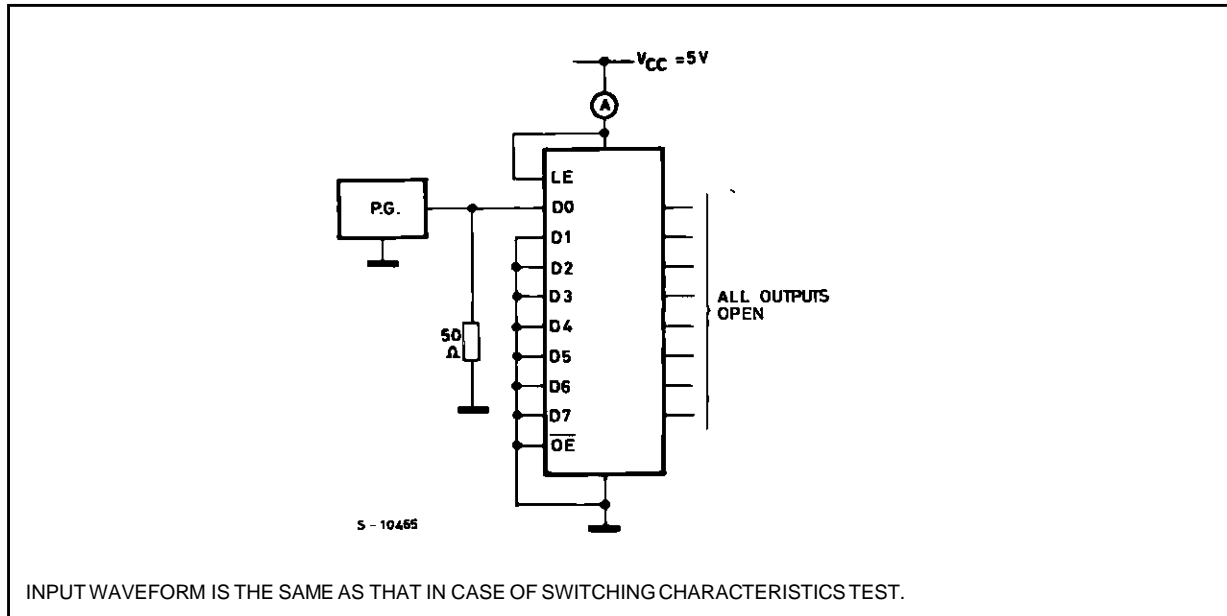 VCC =5V
A
LE
P.G.
D0
D1
D2
D3
ALL OUTPUTS
OPEN
D4
50
Ω
D5
D6
D7
OE
S-10465
INPUT WAVEFORM IS THE SAME AS THAT IN CASE OF SWITCHING CHARACTERISTICS TEST.